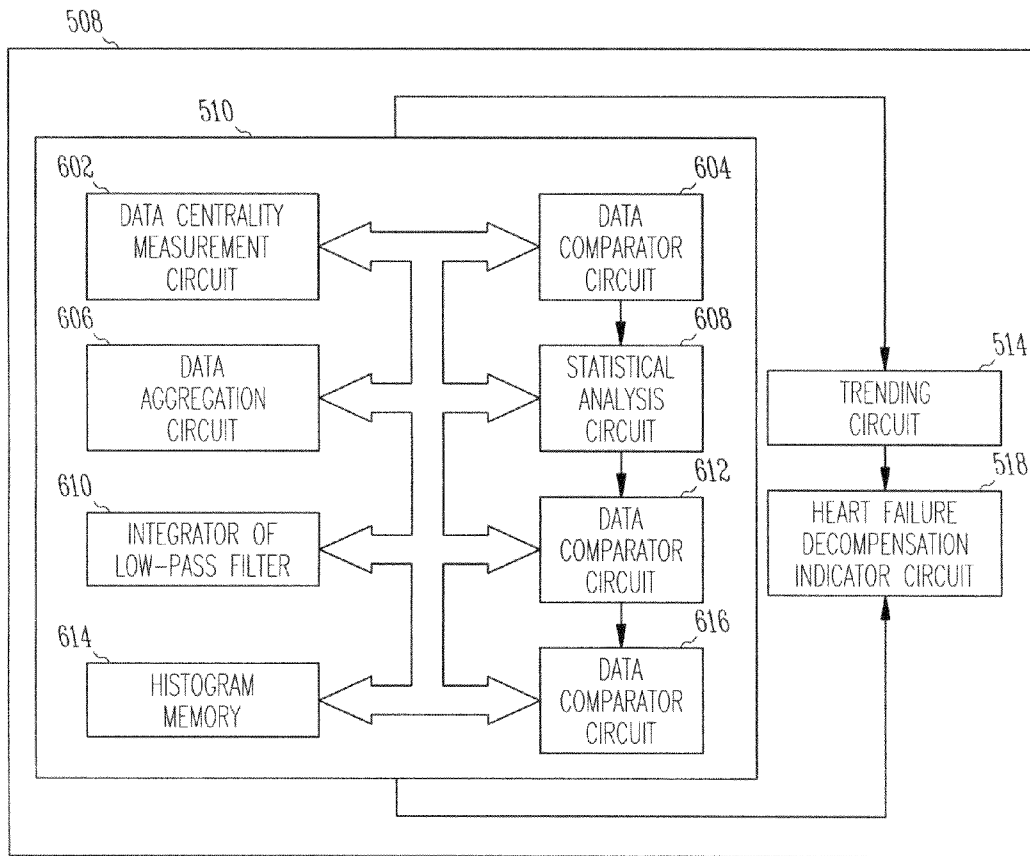 508
510
602
DATA CENTRALITY
MEASUREMENT
CIRCUIT
604
DATA
COMPARATOR
CIRCUIT
606
DATA
AGGREGATION
CIRCUIT
608
STATISTICAL
ANALYSIS
CIRCUIT
514
TRENDING
CIRCUIT
610
INTEGRATOR OF
LOW-PASS FILTER
612
DATA
COMPARATOR
CIRCUIT
518
HEART FAILURE
DECOMPENSATION
INDICATOR CIRCUIT
614
HISTOGRAM
MEMORY
616
DATA
COMPARATOR
CIRCUIT